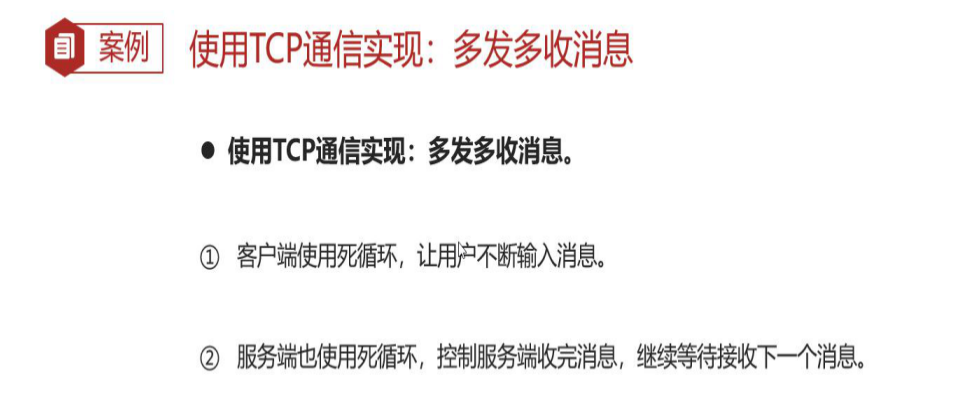 案例 使用TCP通信实现：多发多收消息
● 使用TCP通信实现：多发多收消息。
① 客户端使用死循环，让用户不断输入消息。
② 服务端也使用死循环，控制服务端收完消息，继续等待接收下一个消息。